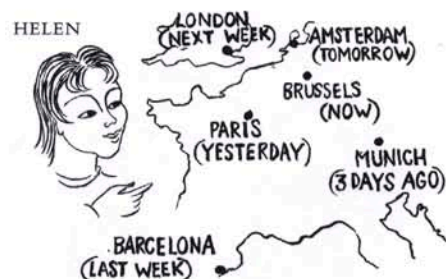 HELEN
LONDON
(NEXT WEEK)
AMSTERDAM
(TOMORROW)
BRUSSELS
(NOW)
PARIS
(YESTERDAY)
MUNICH
(3 DAYS AGO)
BARCELONA
(LAST WEEK)